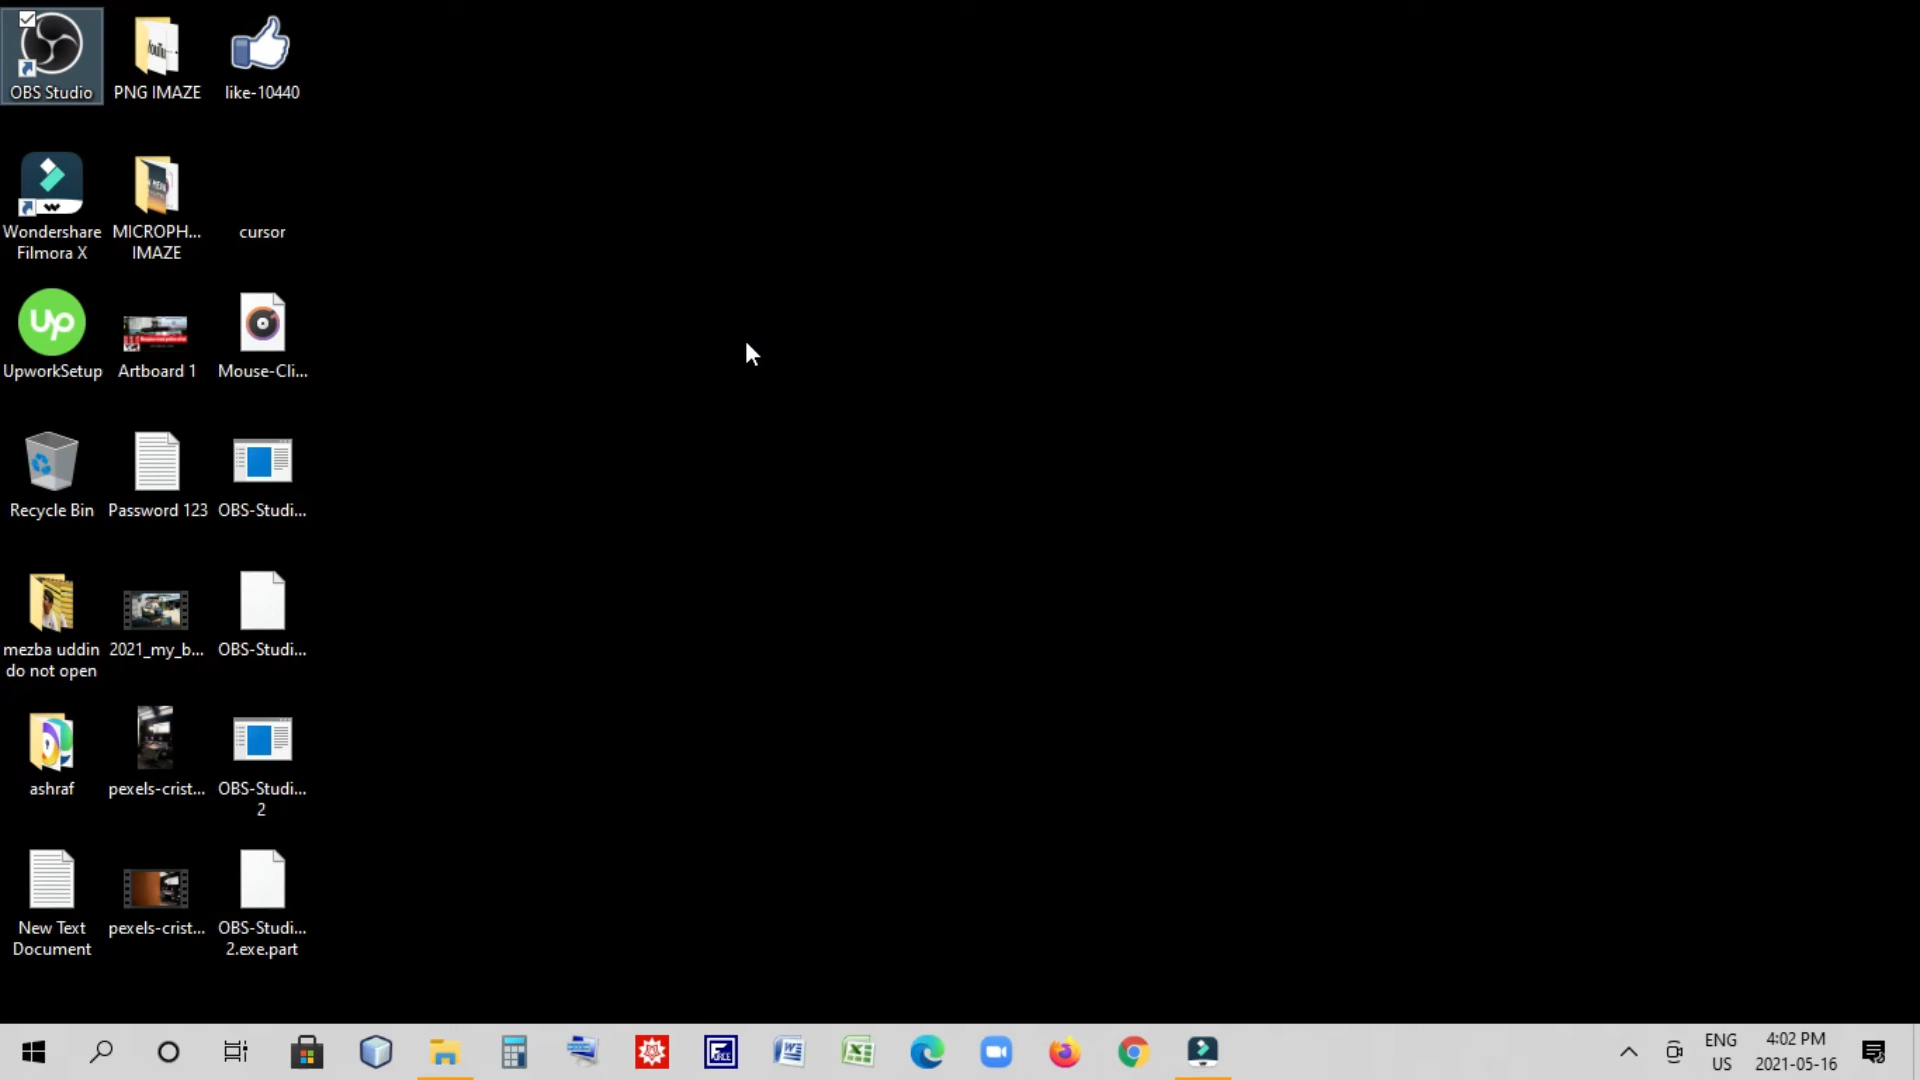 OBS Studio
PNG IMAZE
like-10440
Wondershare
Filmora X
MICROPH...
IMAZE
cursor
Up
UpworkSetup
Artboard 1
Mouse-Cli...
Recycle Bin
Password 123
OBS-Studi...
mezba uddin
do not open
2021_my_b...
OBS-Studi...
ashraf
pexels-crist...
OBS-Studi...
2
New Text
Document
pexels-crist...
OBS-Studi...
2.exe.part
ENG
US
4:02 PM
2021-05-16